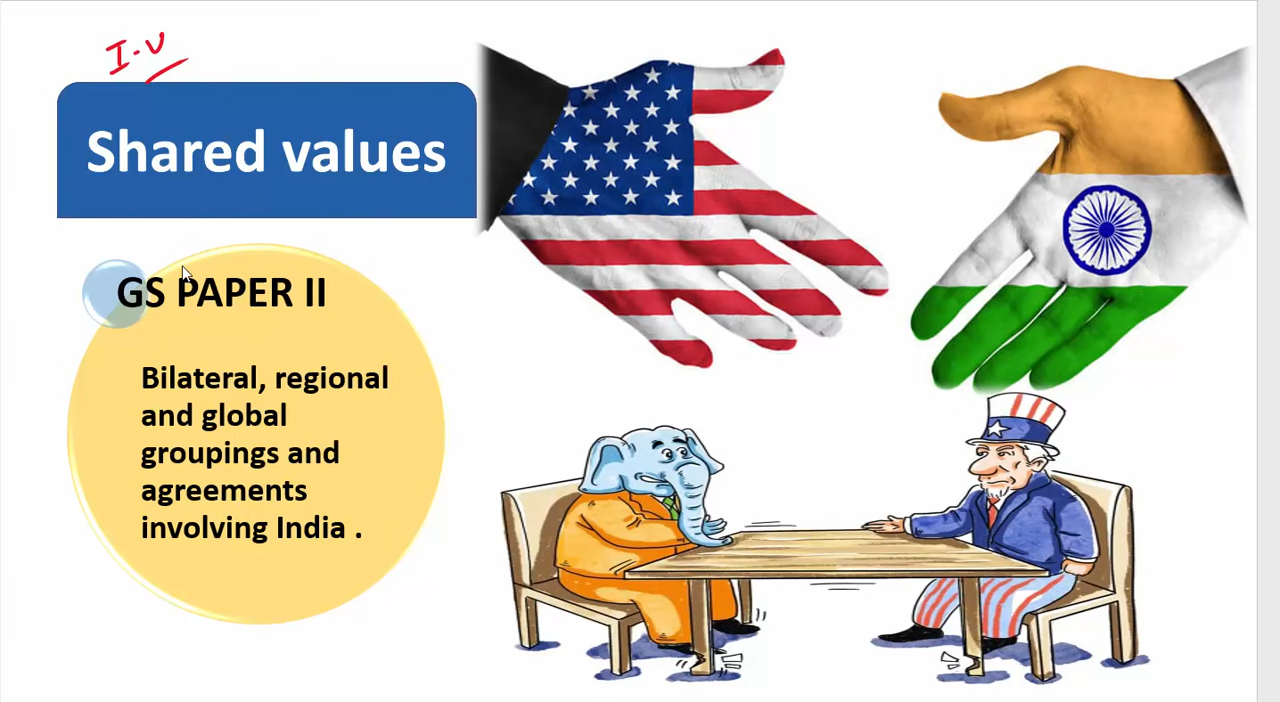 I.V
Shared values
GS PAPER II
Bilateral, regional
and global
groupings and
agreements
involving India .